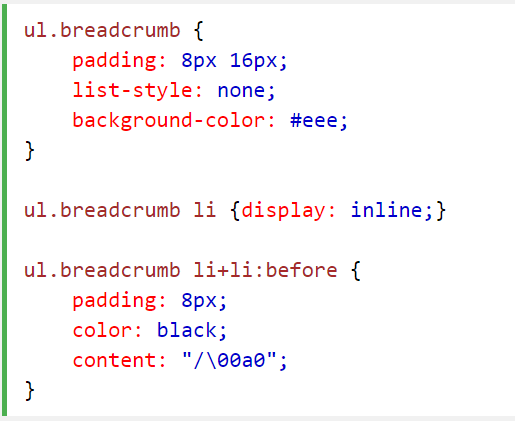 ul.breadcrumb {
    padding: 8px 16px;
    list-style: none;
    background-color: #eee;
}

ul.breadcrumb li {display: inline;}

ul.breadcrumb li+li:before {
    padding: 8px;
    color: black;
    content: "/\00a0";
}